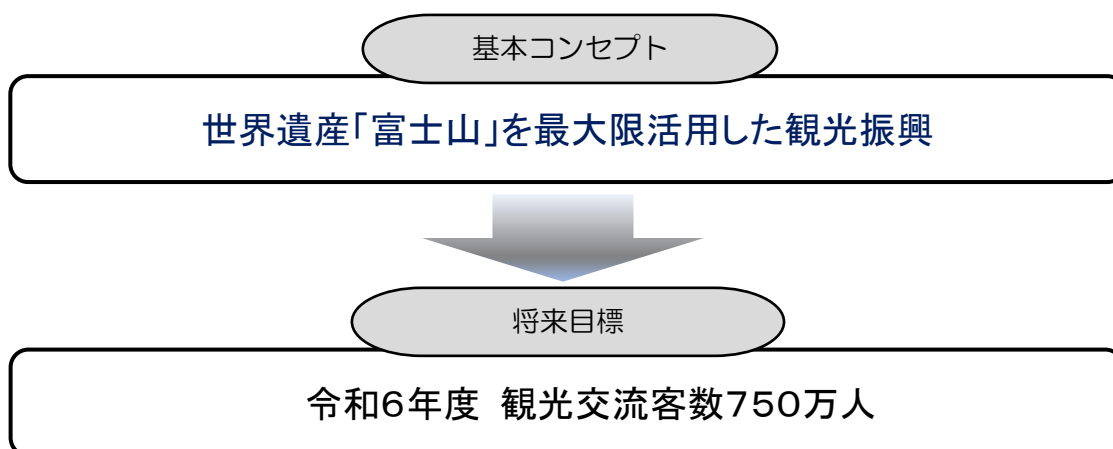 基本コンセプト
世界遺産「富士山」を最大限活用した観光振興
将来目標
令和6年度 観光交流客数750万人